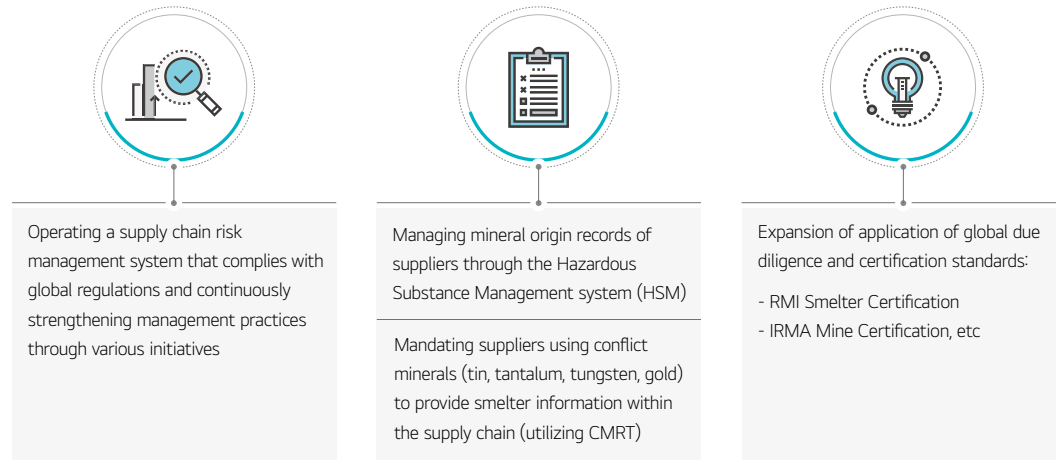 Operating a supply chain risk
management system that complies with
global regulations and continuously
strengthening management practices
through various initiatives
Managing mineral origin records of
suppliers through the Hazardous
Substance Management system (HSM)
Mandating suppliers using conflict
minerals (tin, tantalum, tungsten, gold)
to provide smelter information within
the supply chain (utilizing CMRT)
Expansion of application of global due
diligence and certification standards:
- RMI Smelter Certification
- IRMA Mine Certification, etc